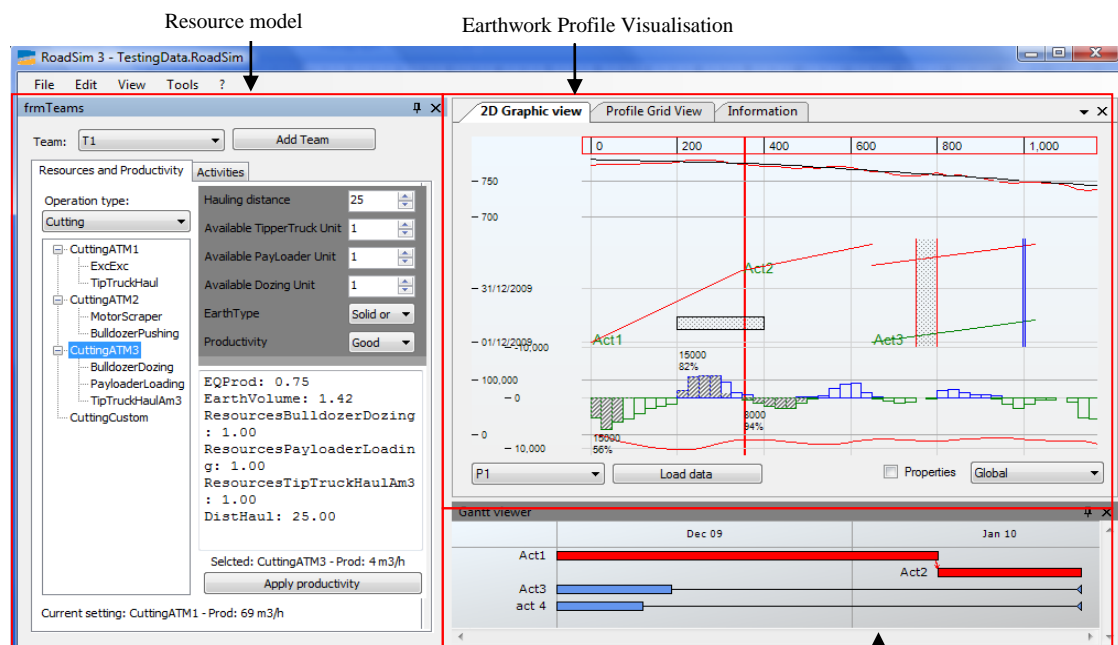 Resource model
Earthwork Profile Visualisation
RoadSim 3 - TestingData.RoadSim
File Edit View Tools ?
frmTeams
Team: T1 Add Team
Resources and Productivity Activities
Operation type:
Cutting
CuttingATM1
ExcExc
TipTruckHaul
CuttingATM2
MotorScraper
BulldozerPushing
CuttingATM3
BulldozerDozing
PayloaderLoading
TipTruckHaulAm3
CuttingCustom
Hauling distance 25
Available TipperTruck Unit 1
Available PayLoader Unit 1
Available Dozing Unit 1
EarthType Solid or
Productivity Good
EQProd: 0.75
EarthVolume: 1.42
ResourcesBulldozerDozing
: 1.00
ResourcesPayloaderLoadin
g: 1.00
ResourcesTipTruckHaulAm3
: 1.00
DistHaul: 25.00
Selcted: CuttingATM3 - Prod: 4 m3/h
Apply productivity
Current setting: CuttingATM1 - Prod: 69 m3/h
2D Graphic view Profile Grid View Information
0 200 400 600 800 1,000
750
700
Act2
31/12/2009
01/12/2009
Act1
Act3
-10,000
15000
82%
100,000
0
8000
94%
0
15000
56%
10,000
P1 Load data Properties Global
Gantt viewer
Dec 09 Jan 10
Act1
Act2
Act3
act 4